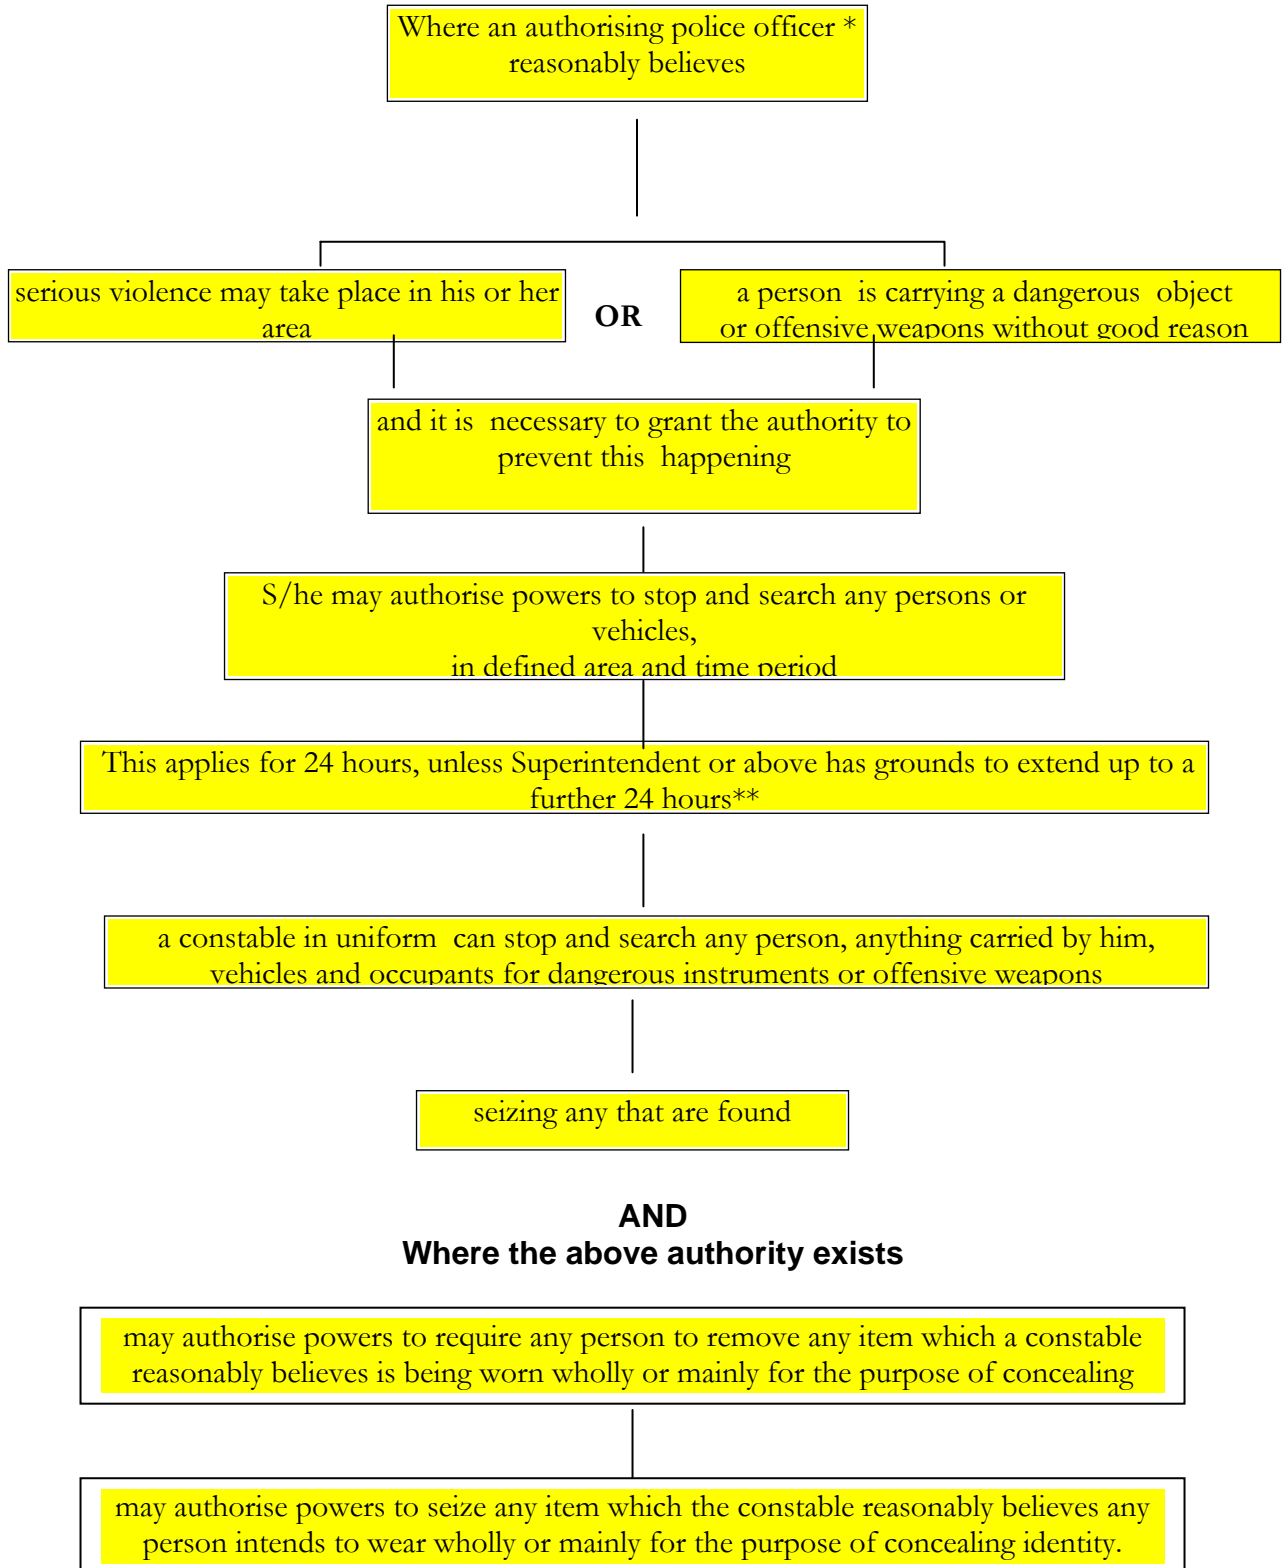 Where an authorising police officer *
reasonably believes
serious violence may take place in his or her
area
OR
a person is carrying a dangerous object
or offensive weapons without good reason
and it is necessary to grant the authority to
prevent this happening
S/he may authorise powers to stop and search any persons or
vehicles,
in defined area and time period
This applies for 24 hours, unless Superintendent or above has grounds to extend up to a
further 24 hours**
a constable in uniform can stop and search any person, anything carried by him,
vehicles and occupants for dangerous instruments or offensive weapons
seizing any that are found
AND
Where the above authority exists
may authorise powers to require any person to remove any item which a constable
reasonably believes is being worn wholly or mainly for the purpose of concealing
may authorise powers to seize any item which the constable reasonably believes any
person intends to wear wholly or mainly for the purpose of concealing identity.